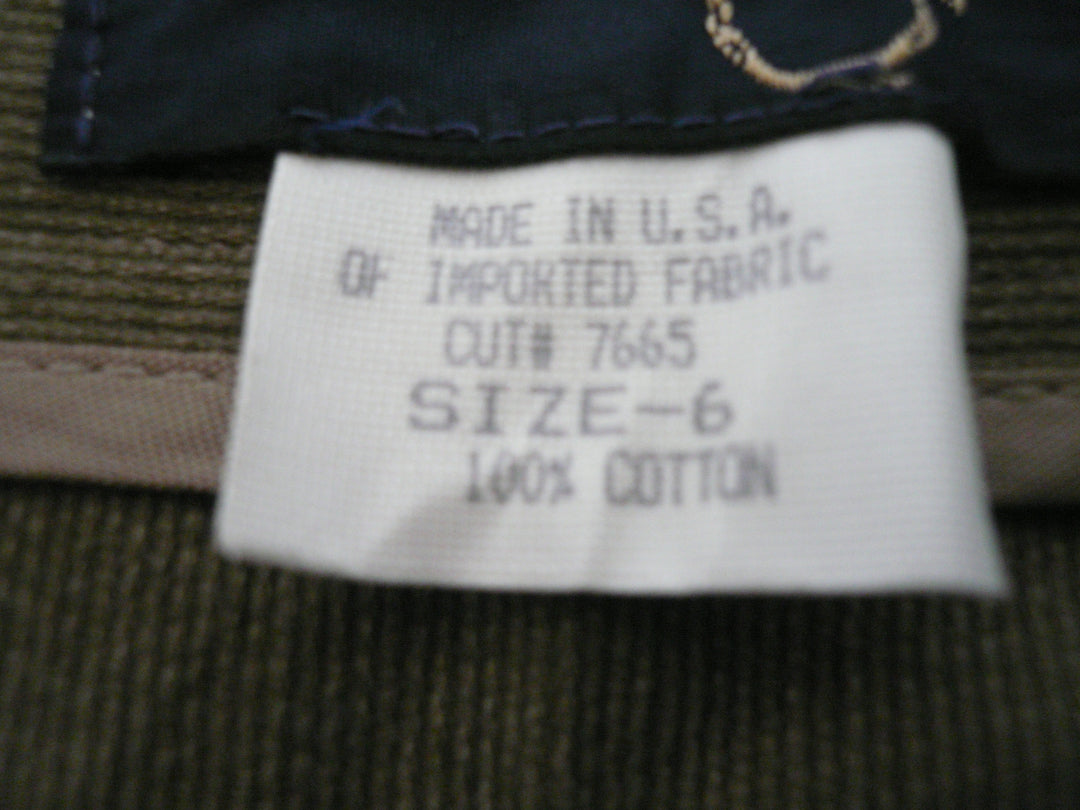 MADE IN U.S.A.
OF IMPORTED FABRIC
CUT# 7665
SIZE-6
100% COTTON